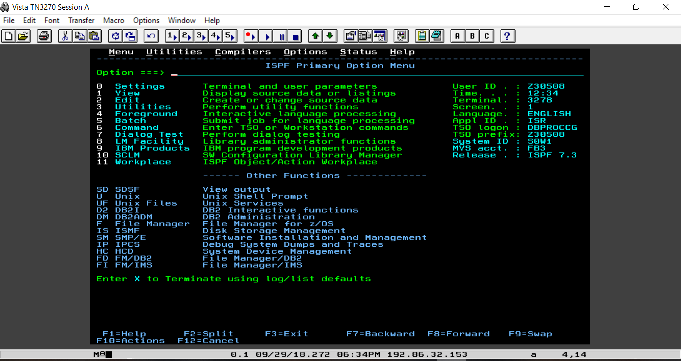 Vista TN3270 Session A
File Edit Font Transfer Macro Options Window Help
1 2 3 4 5 A B C ?
Menu Utilities Compilers Options Status Help
ISPF Primary Option Menu
Option ===>
0 Settings Terminal and user parameters User ID . : Z30508
1 View Display source data or listings Time. . . : 12:34
2 Edit Create or change source data Terminal. : 3278
3 Utilities Perform utility functions Screen. . : 1
4 Foreground Interactive language processing Language. : ENGLISH
5 Batch Submit job for language processing Appl ID . : ISR
6 Command Enter TSO or Workstation commands TSO logon : DBPROCCG
7 Dialog Test Perform dialog testing TSO prefix: Z30508
8 LM Facility Library administrator functions System ID : S0W1
9 IBM Products IBM program development products MVS acct. : FB3
10 SCLM SW Configuration Library Manager Release . : ISPF 7.3
11 Workplace ISPF Object/Action Workplace
------ Other Functions -------------
SD SDSF View output
U Unix Unix Shell Prompt
UF Unix Files Unix Services
D2 DB2I DB2 Interactive functions
DM DB2ADM DB2 Administration
F File Manager File Manager for z/OS
IS ISMF Disk Storage Management
SM SMP/E Software Installation and Management
IP IPCS Debug System Dumps and Traces
HC HCD System Device Management
FD FM/DB2 File Manager/DB2
FI FM/IMS File Manager/IMS
Enter X to Terminate using log/list defaults
F1=Help F2=Split F3=Exit F7=Backward F8=Forward F9=Swap
F10=Actions F12=Cancel
0.1 09/29/18.272 06:34PM 192.86.32.153 a 4,14